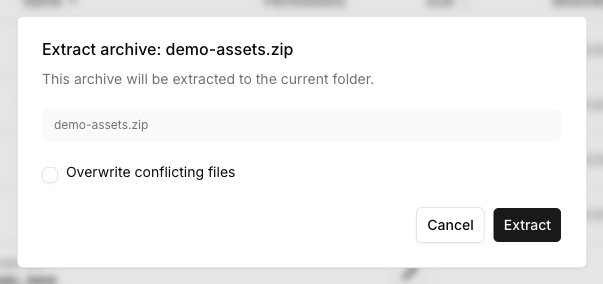 Extract archive: demo-assets.zip
This archive will be extracted to the current folder.
demo-assets.zip
Overwrite conflicting files
Cancel Extract